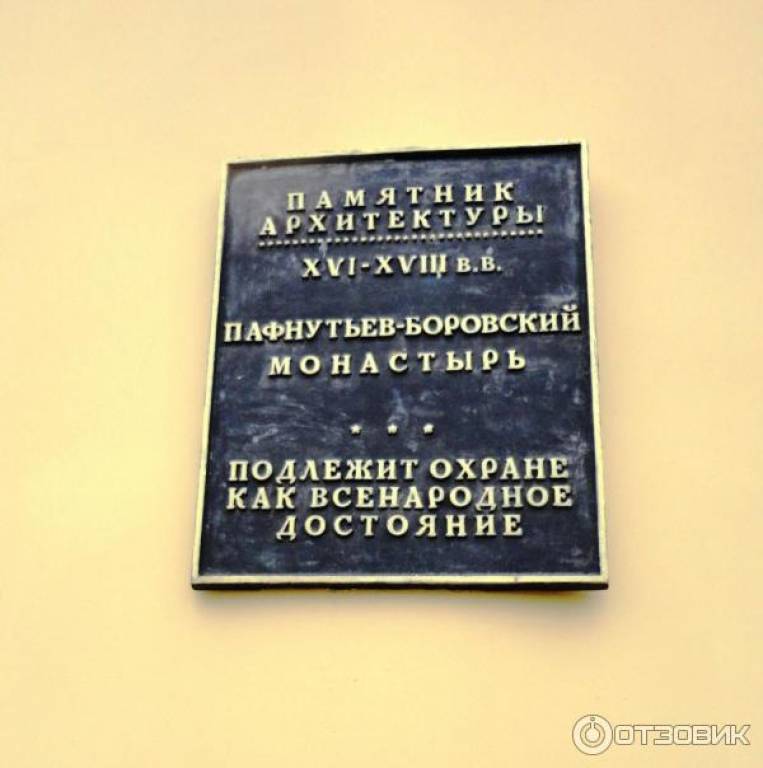 ПАМЯТНИК
АРХИТЕКТУРЫ
XVI-XVIII В.В.
ПАФНУТЬЕВ-БОРОВСКИЙ
МОНАСТЫРЬ
* * *
ПОДЛЕЖИТ ОХРАНЕ
КАК ВСЕНАРОДНОЕ
ДОСТОЯНИЕ
ОТЗОВИК